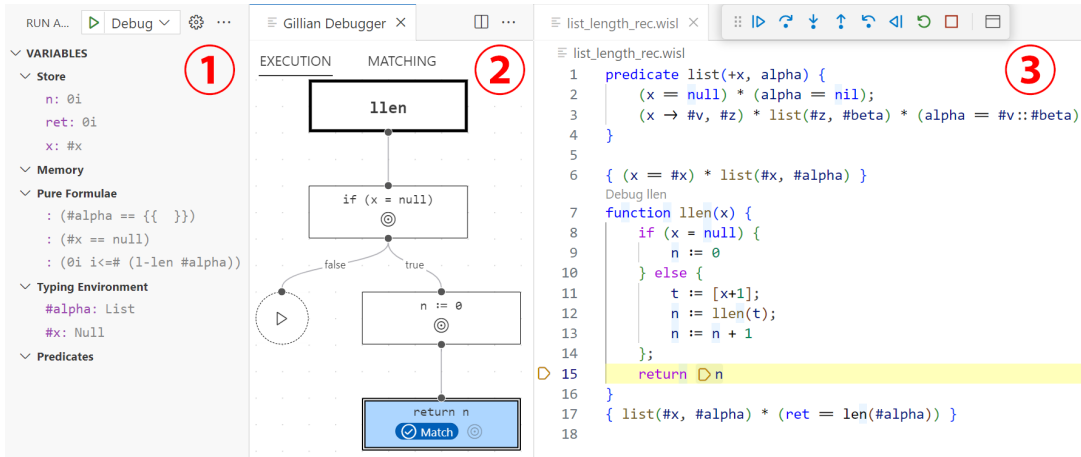 RUN A... Debug ...
VARIABLES
Store
n: 0i
ret: 0i
x: #x
Memory
Pure Formulae
: (#alpha == {{ }})
: (#x == null)
: (0i i<=# (l-len #alpha))
Typing Environment
#alpha: List
#x: Null
Predicates
1
Gillian Debugger
EXECUTION MATCHING
2
llen
if (x = null)
false true
n := 0
return n
Match
list_length_rec.wisl
list_length_rec.wisl
3
1 predicate list(+x, alpha) {
2 (x == null) * (alpha == nil);
3 (x → #v, #z) * list(#z, #beta) * (alpha == #v::#beta)
4 }
5
6 { (x == #x) * list(#x, #alpha) }
Debug llen
7 function llen(x) {
8 if (x = null) {
9 n := 0
10 } else {
11 t := [x+1];
12 n := llen(t);
13 n := n + 1
14 };
15 return n
16 }
17 { list(#x, #alpha) * (ret == len(#alpha)) }
18